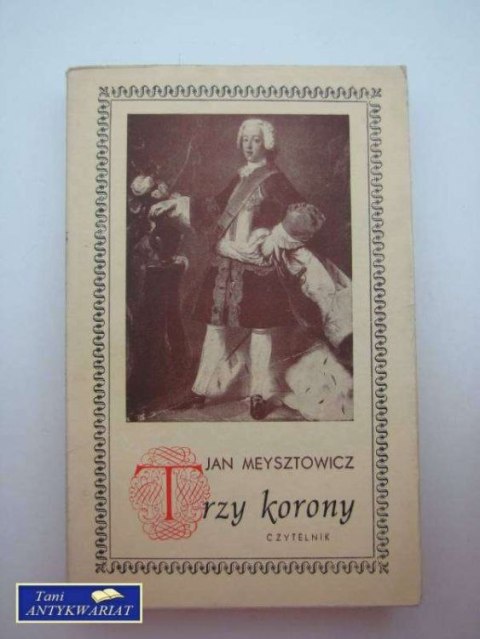 JAN MEYSZTOWICZ
Trzy korony
CZYTELNIK
Tani
ANTYKWARIAT